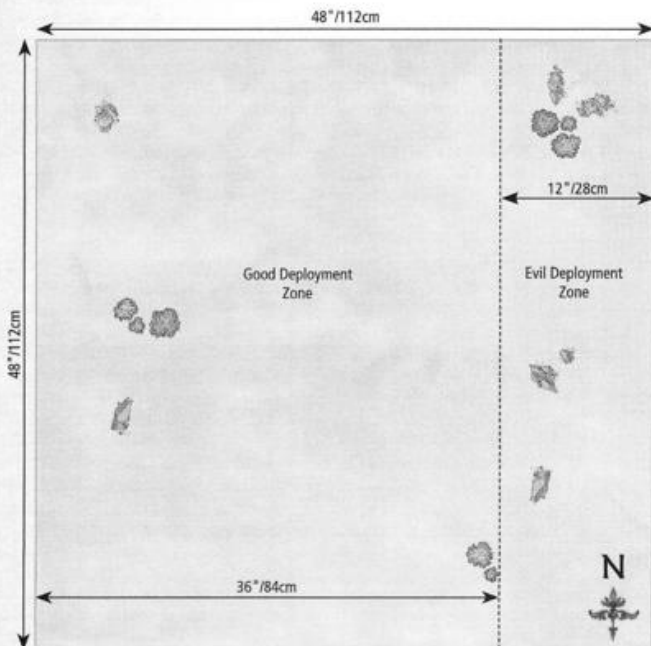 48"/112cm
12"/28cm
Good Deployment
Zone
Evil Deployment
Zone
48"/112cm
36"/84cm
N